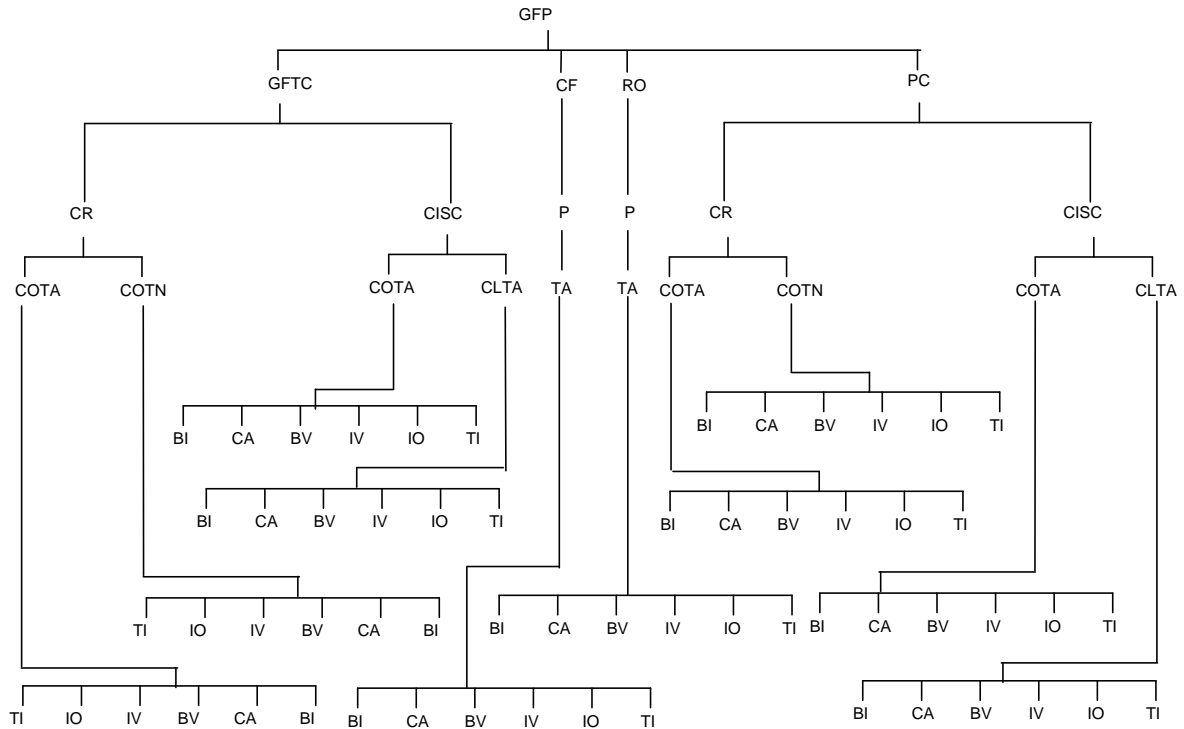 GFP
GFTC CF RO PC
CR CISC P P CR CISC
COTA COTN COTA CLTA TA TA COTA COTN COTA CLTA
BI CA BV IV IO TI
BI CA BV IV IO TI
BI CA BV IV IO TI
BI CA BV IV IO TI
TI IO IV BV CA BI
BI CA BV IV IO TI
BI CA BV IV IO TI
TI IO IV BV CA BI
BI CA BV IV IO TI
BI CA BV IV IO TI